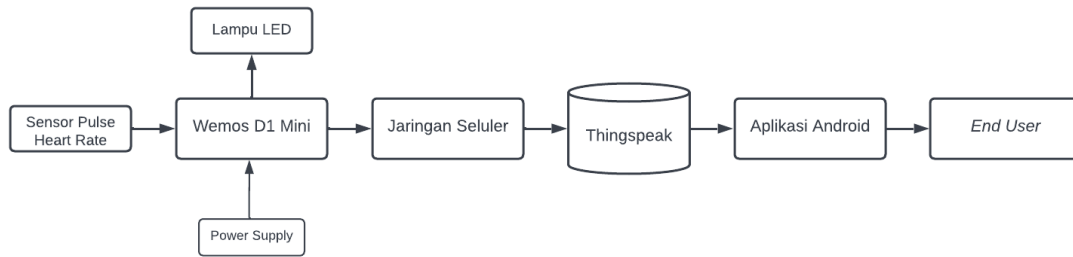 Lampu LED
Sensor Pulse
Heart Rate
Wemos D1 Mini
Jaringan Seluler
Thingspeak
Aplikasi Android
End User
Power Supply